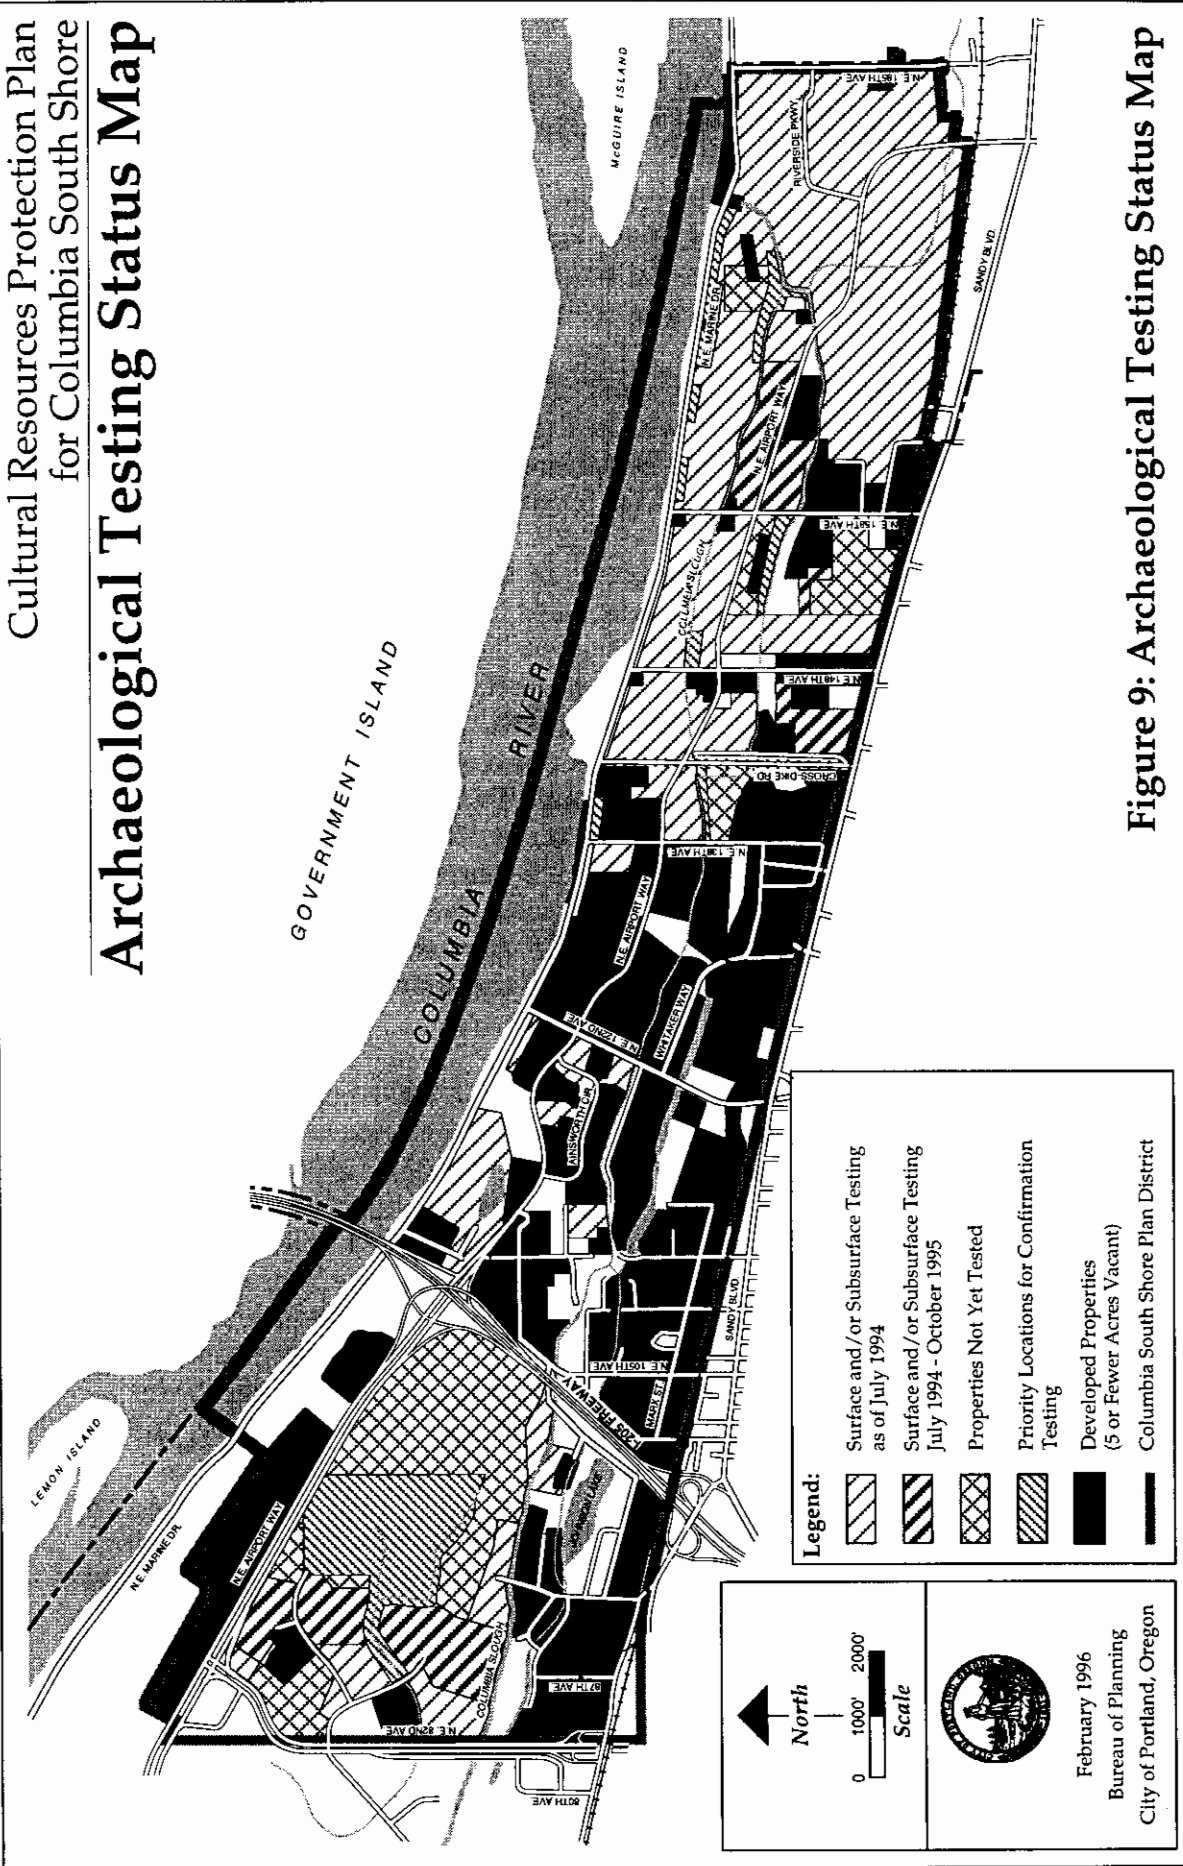 Cultural Resources Protection Plan
for Columbia South Shore
Archaeological Testing Status Map
LEMON ISLAND
GOVERNMENT ISLAND
McGUIRE ISLAND
COLUMBIA
RIVER
N.E. MARINE DR.
N.E. AIRPORT WAY
N.E. 82ND AVE
80TH AVE
87TH AVE
COLUMBIA SLOUGH
JOHNSON LAKE
I-205 FREEWAY
N.E. 105TH AVE
MARX ST
SANDY BLVD
AINSWORTH CIR.
N.E. 122ND AVE
WHITAKER WAY
N.E. AIRPORT WAY
N.E. 138TH AVE
CROSS-DIKE RD
N.E. 148TH AVE
COLUMBIA SLOUGH
N.E. 158TH AVE
N.E. AIRPORT WAY
N.E. MARINE DR.
RIVERSIDE PKWY
N.E. 185TH AVE
SANDY BLVD
North
0 1000' 2000'
Scale
February 1996
Bureau of Planning
City of Portland, Oregon
Legend:
Surface and/or Subsurface Testing
as of July 1994
Surface and/or Subsurface Testing
July 1994 - October 1995
Properties Not Yet Tested
Priority Locations for Confirmation
Testing
Developed Properties
(5 or Fewer Acres Vacant)
Columbia South Shore Plan District
Figure 9: Archaeological Testing Status Map